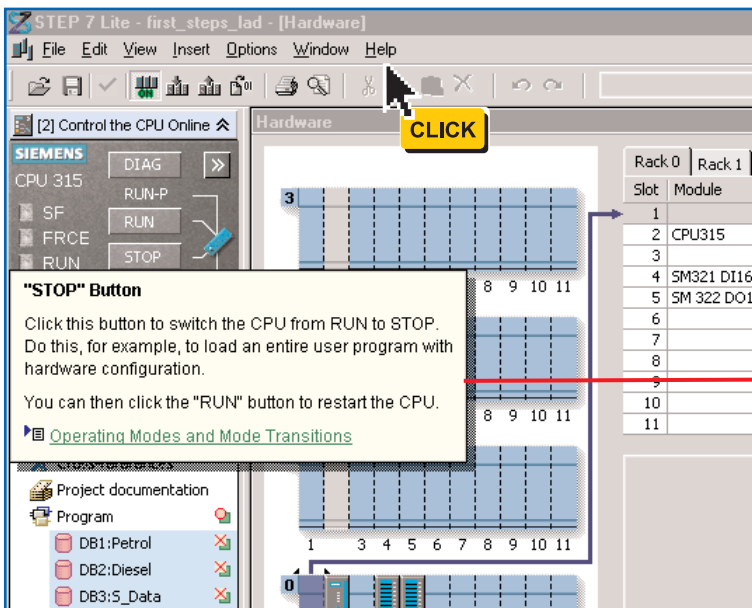 STEP 7 Lite - first_steps_lad - [Hardware]
File Edit View Insert Options Window Help
ON
[2] Control the CPU Online
Hardware
CLICK
SIEMENS
CPU 315
DIAG
RUN-P
SF
RUN
FRCE
STOP
RUN
"STOP" Button
Click this button to switch the CPU from RUN to STOP.
Do this, for example, to load an entire user program with
hardware configuration.
You can then click the "RUN" button to restart the CPU.
Operating Modes and Mode Transitions
Project documentation
Program
DB1:Petrol
DB2:Diesel
DB3:S_Data
3
8 9 10 11
8 9 10 11
1 3 4 5 6 7 8 9 10 11
0
Rack 0 Rack 1
Slot Module
1
2 CPU315
3
4 SM321 DI16
5 SM 322 DO1
6
7
8
9
10
11